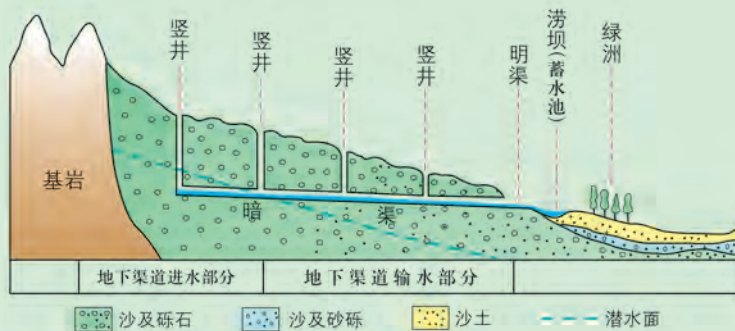 竖井
竖井
竖井
竖井
明渠
涝坝(蓄水池)
绿洲
基岩
暗渠
地下渠道进水部分
地下渠道输水部分
沙及砾石
沙及砂砾
沙土
潜水面